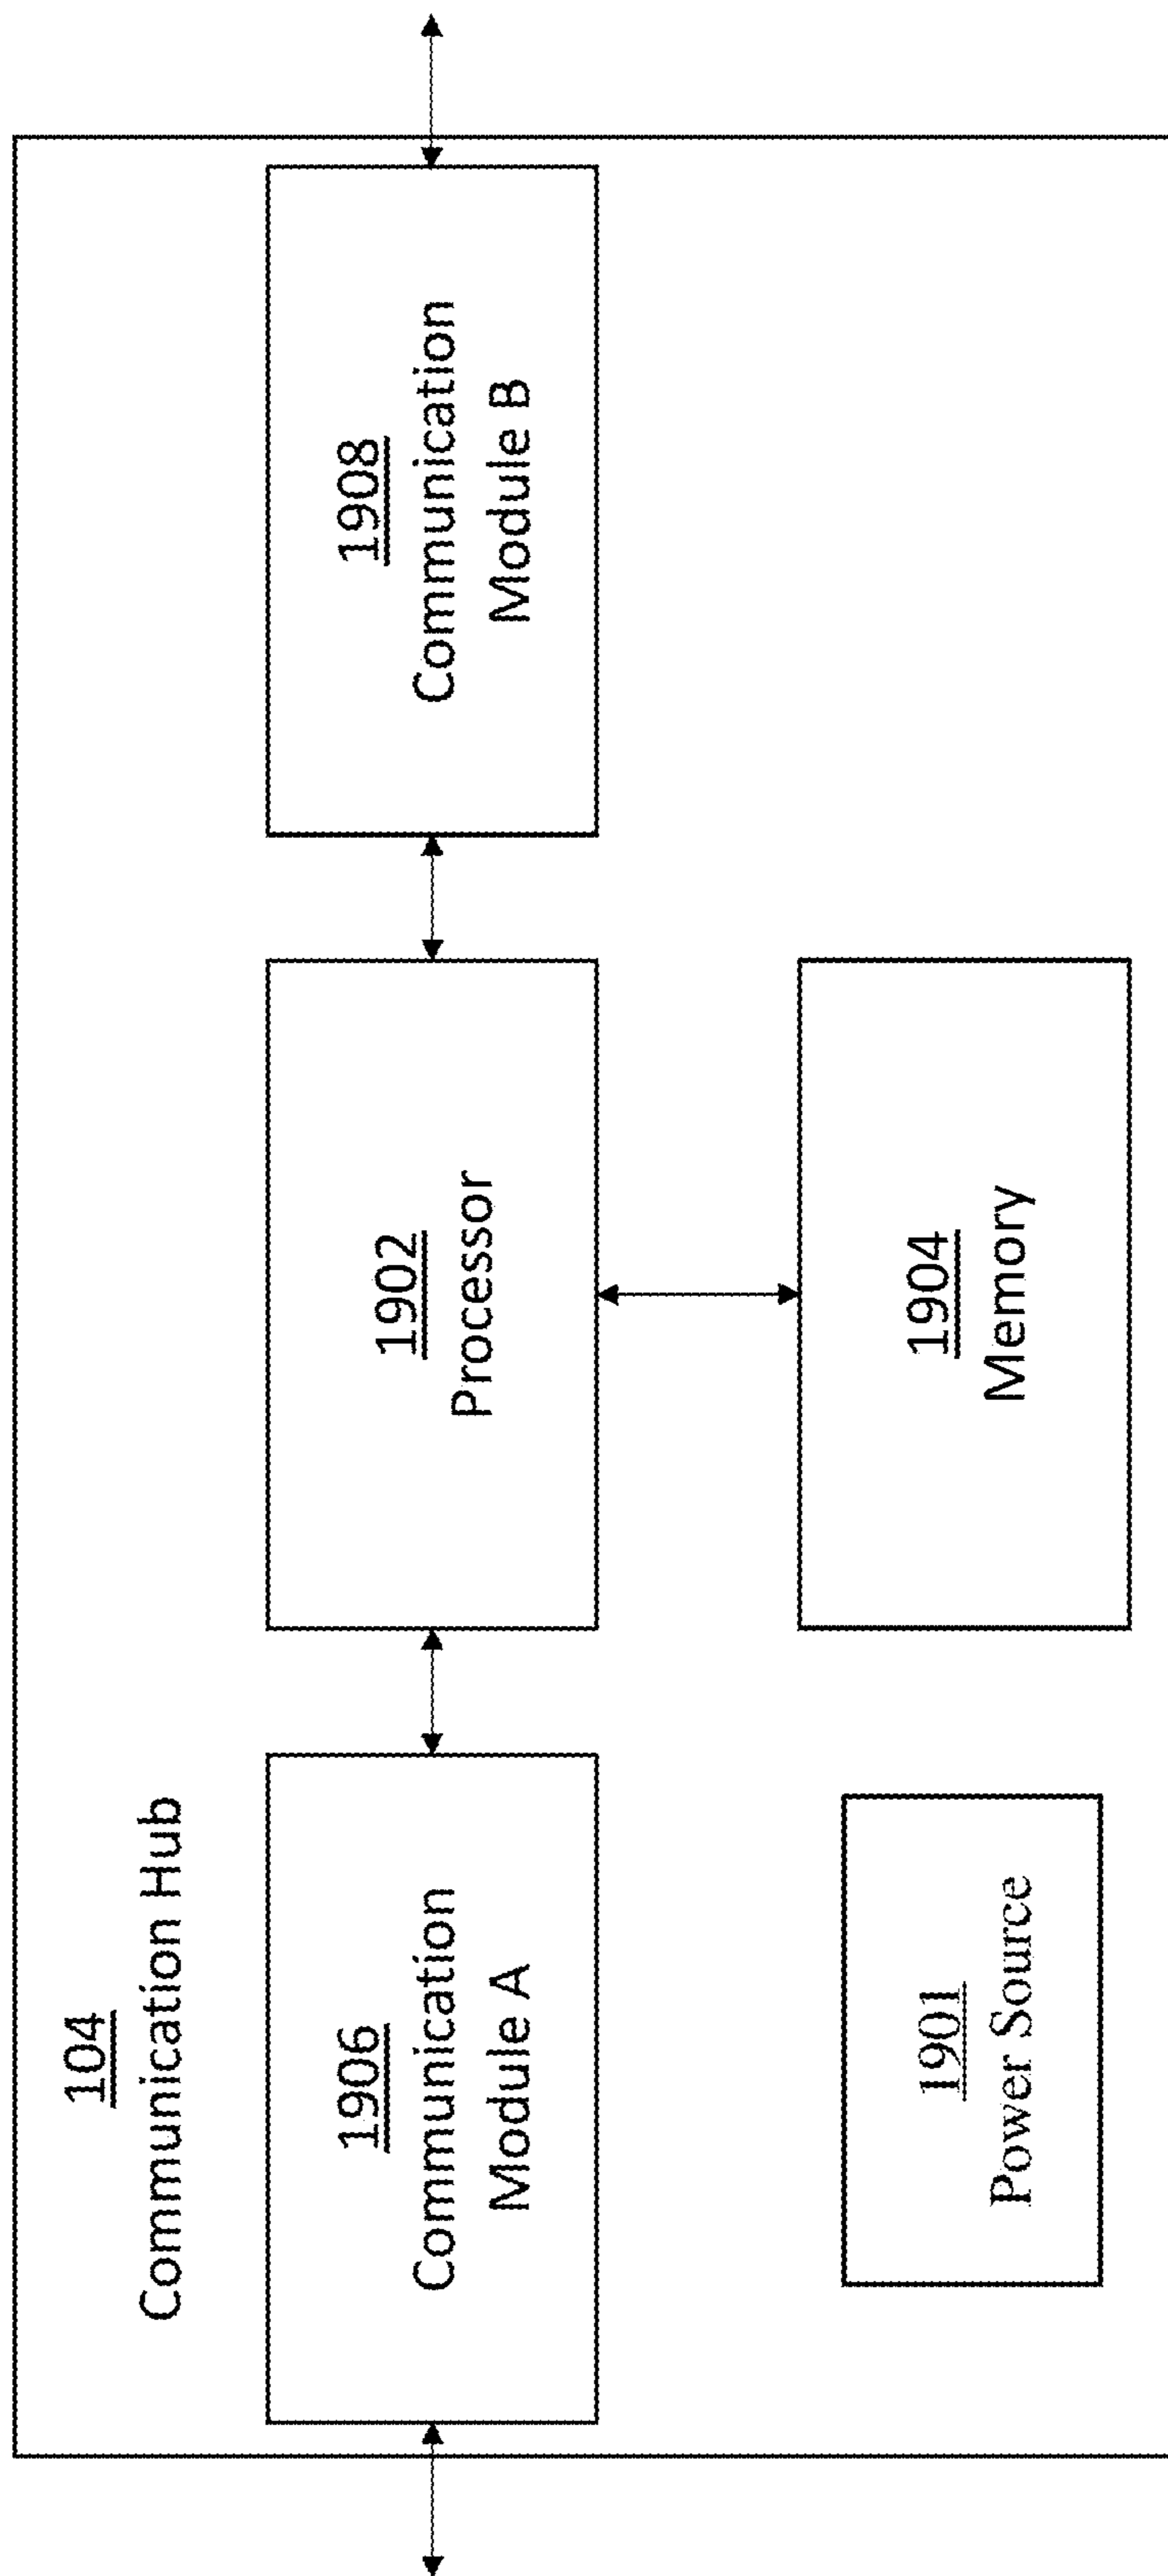 104
Communication Hub
1906
Communication
Module A
1902
Processor
1908
Communication
Module B
1901
Power Source
1904
Memory